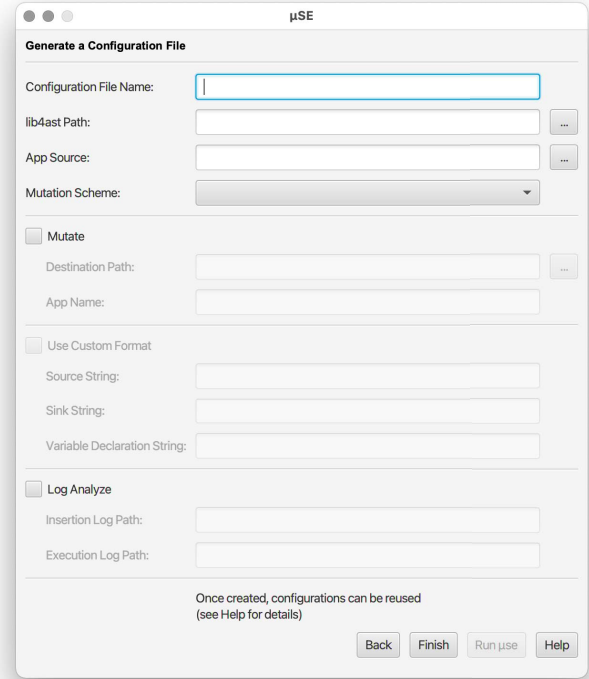 μSE
Generate a Configuration File
Configuration File Name:
lib4ast Path:
...
App Source:
...
Mutation Scheme:
Mutate
Destination Path:
...
App Name:
Use Custom Format
Source String:
Sink String:
Variable Declaration String:
Log Analyze
Insertion Log Path:
Execution Log Path:
Once created, configurations can be reused
(see Help for details)
Back Finish Run μse Help